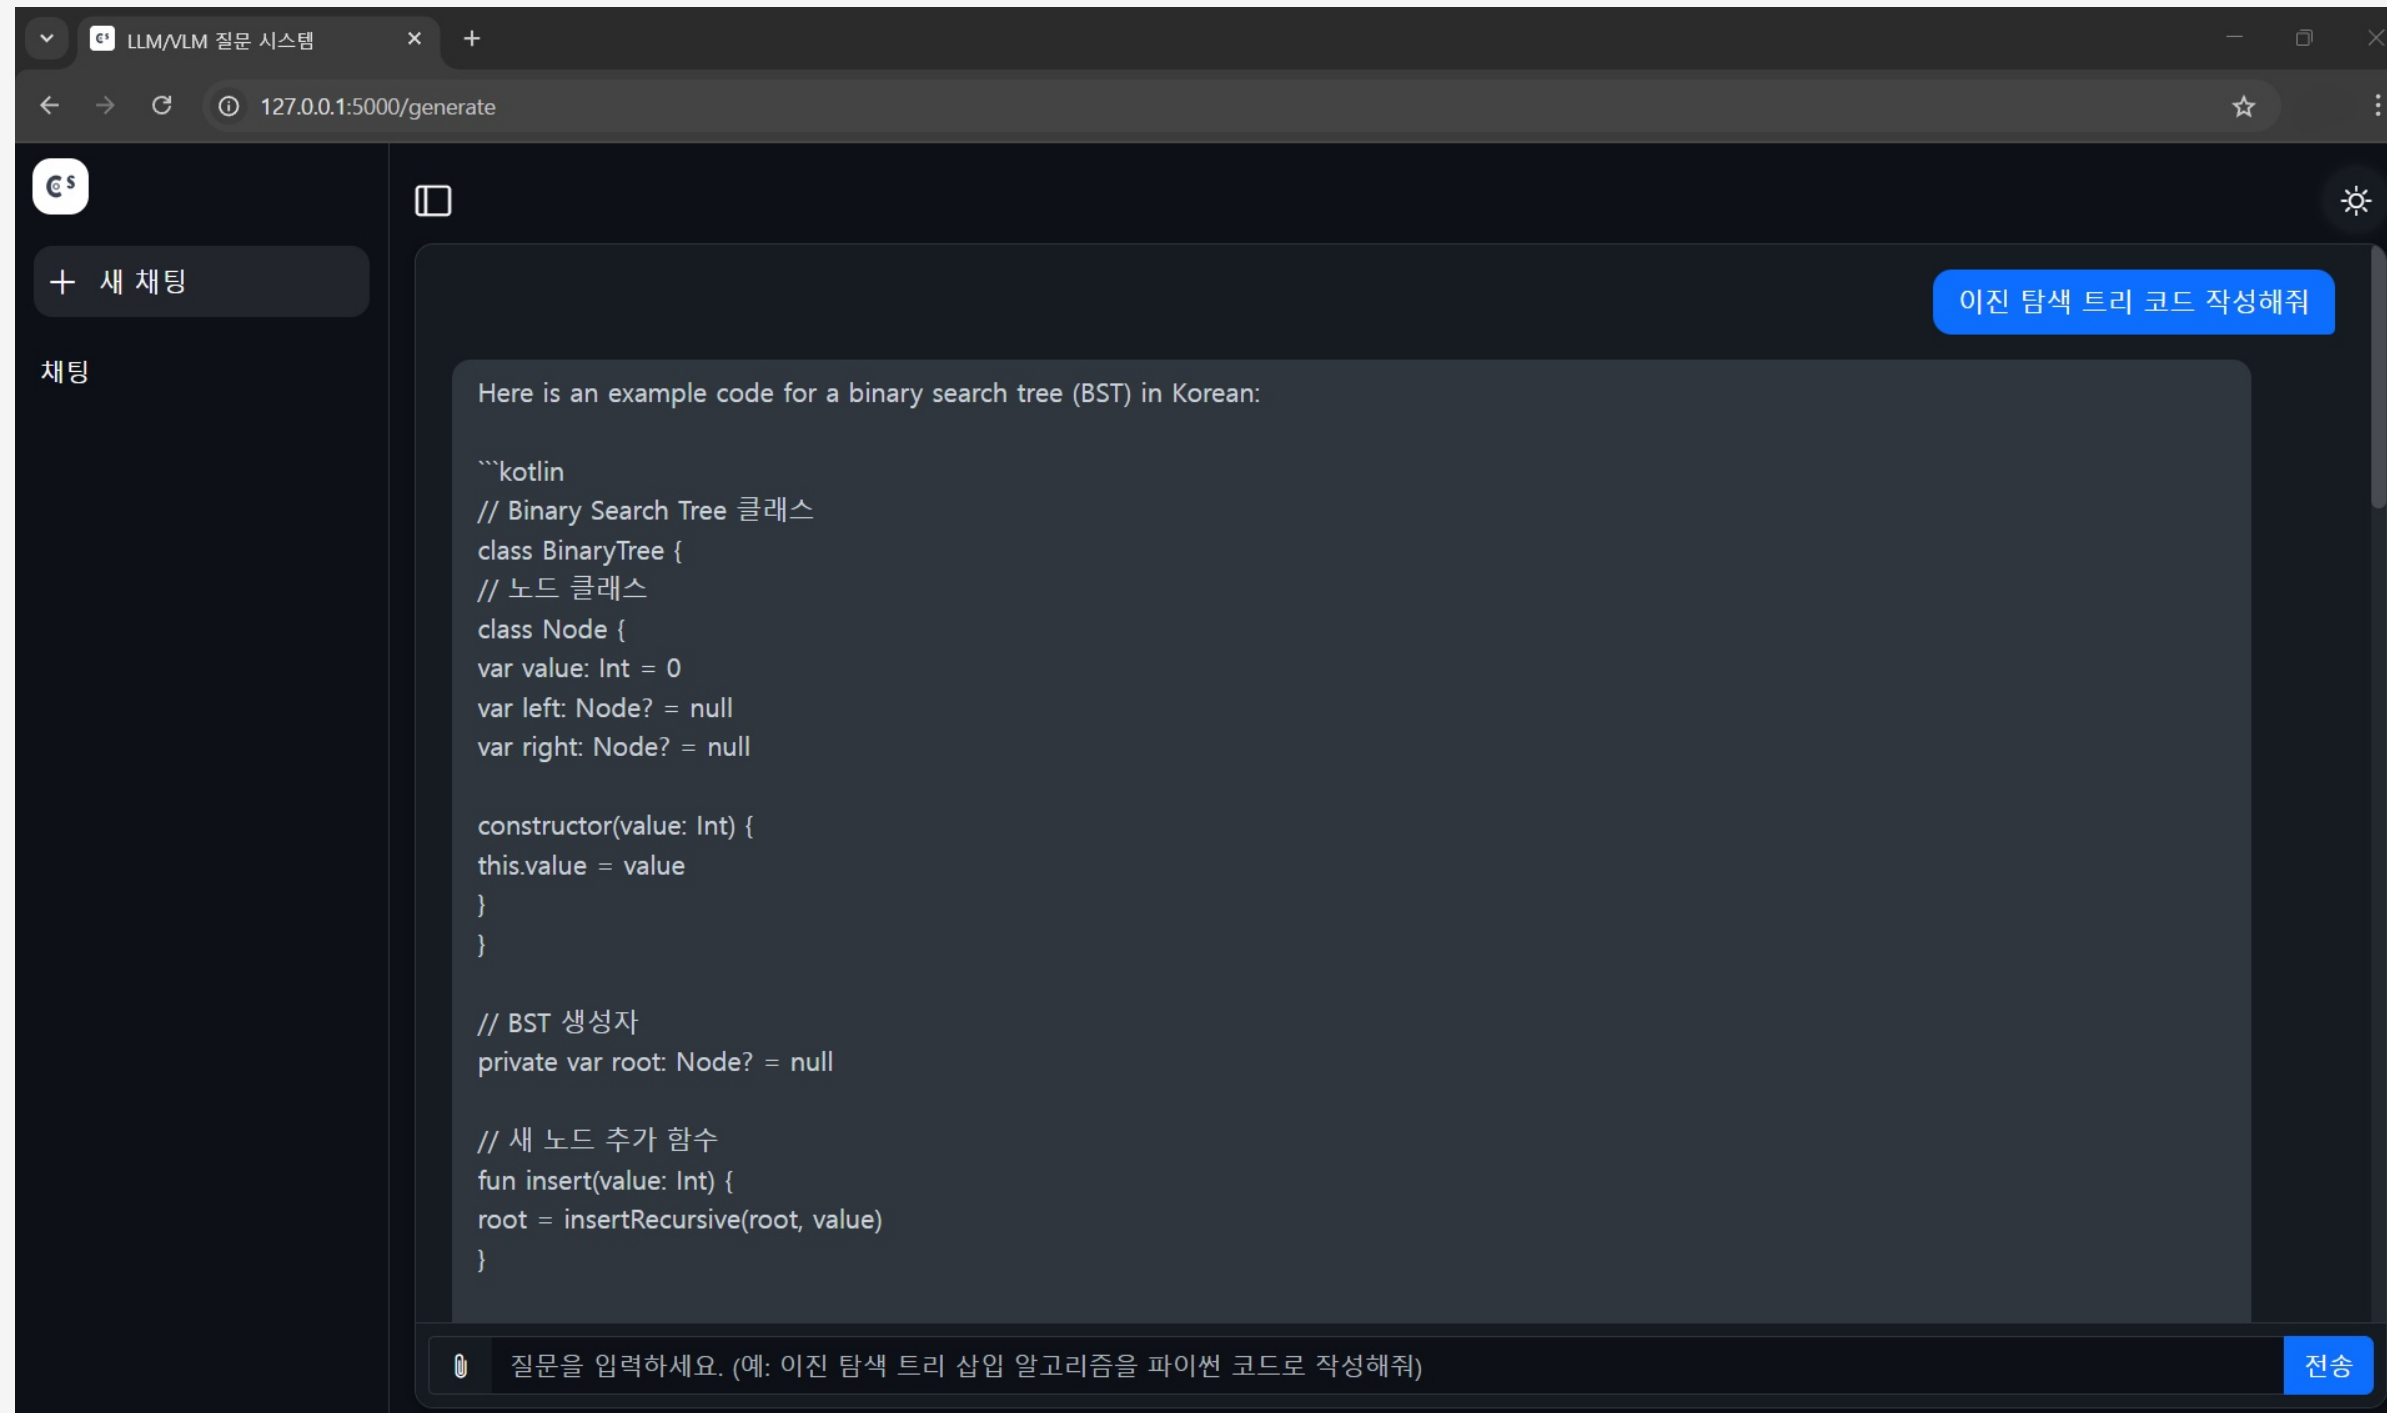 LLM/VLM 질문 시스템
127.0.0.1:5000/generate
CS
새 채팅
채팅
이진 탐색 트리 코드 작성해줘
Here is an example code for a binary search tree (BST) in Korean:
```kotlin
// Binary Search Tree 클래스
class BinaryTree {
// 노드 클래스
class Node {
var value: Int = 0
var left: Node? = null
var right: Node? = null
constructor(value: Int) {
this.value = value
}
}
// BST 생성자
private var root: Node? = null
// 새 노드 추가 함수
fun insert(value: Int) {
root = insertRecursive(root, value)
}
질문을 입력하세요. (예: 이진 탐색 트리 삽입 알고리즘을 파이썬 코드로 작성해줘)
전송